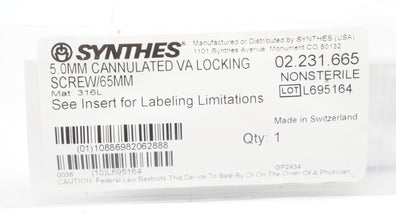 SYNTHES®
Manufactured or Distributed by SYNTHES (USA)
1101 Synthes Avenue Monument CO 80132
5.0MM CANNULATED VA LOCKING
SCREW/65MM
Mat: 316L
02.231.665
NONSTERILE
LOT L695164
See Insert for Labeling Limitations
Made in Switzerland
(01)10886982062888
Qty: 1
0038 (10)L695164
GP2434
CAUTION: Federal Law Restricts This Device to Sale By or On the Order of A Physician.